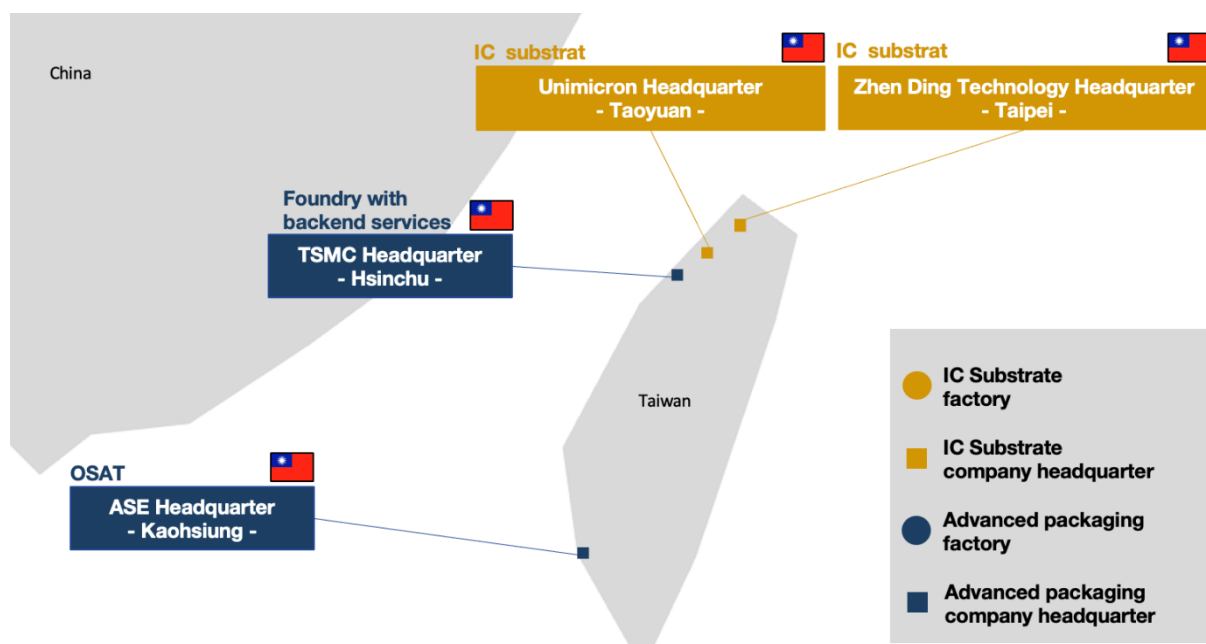 China
IC substrat
Unimicron Headquarter
- Taoyuan -
IC substrat
Zhen Ding Technology Headquarter
- Taipei -
Foundry with
backend services
TSMC Headquarter
- Hsinchu -
Taiwan
OSAT
ASE Headquarter
- Kaohsiung -
IC Substrate
factory
IC Substrate
company headquarter
Advanced packaging
factory
Advanced packaging
company headquarter